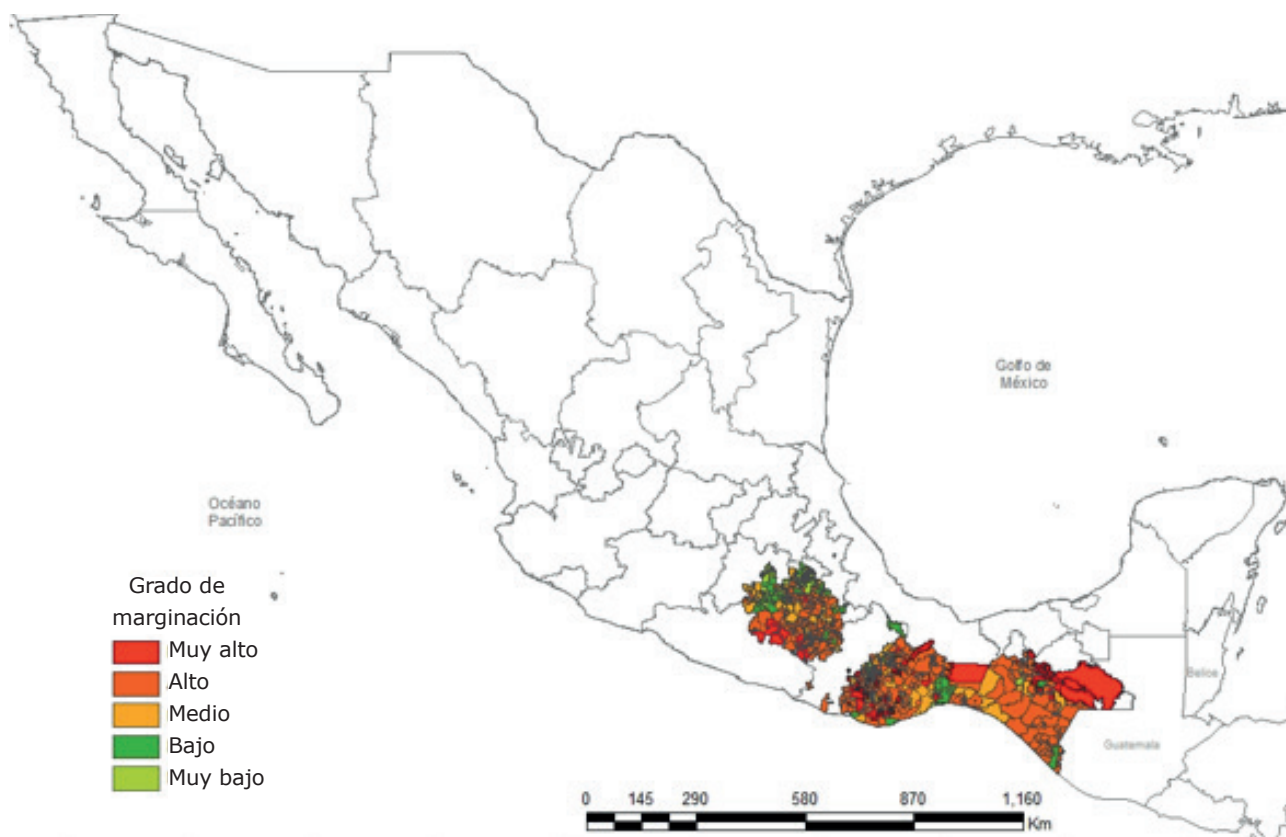 Golfo de
México
Océano
Pacífico
Belice
Guatemala
Grado de
marginación
Muy alto
Alto
Medio
Bajo
Muy bajo
0 145 290 580 870 1,160
Km